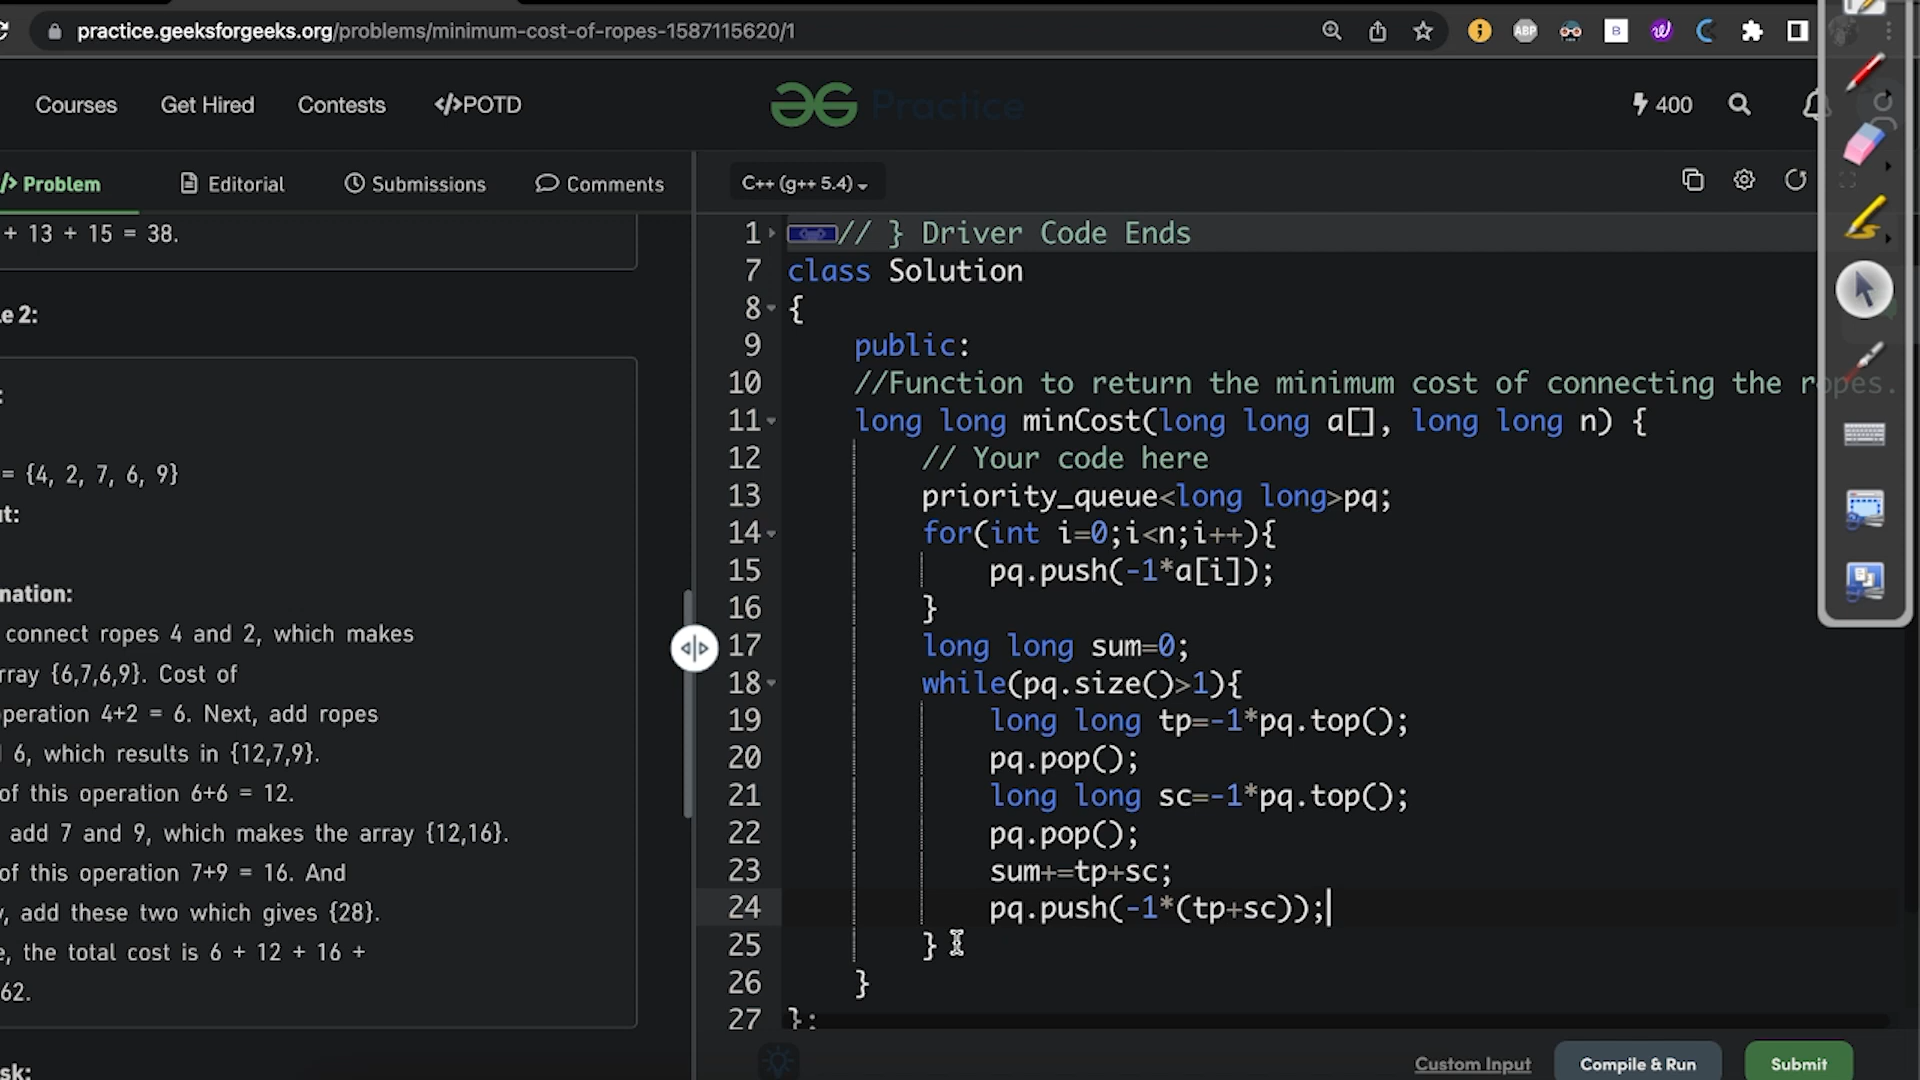 practice.geeksforgeeks.org/problems/minimum-cost-of-ropes-1587115620/1
ABP
B
Courses Get Hired Contests </>POTD
Practice
400
/> Problem Editorial Submissions Comments
C++ (g++ 5.4)
+ 13 + 15 = 38.
e 2:
:
= {4, 2, 7, 6, 9}
t:
nation:
connect ropes 4 and 2, which makes
rray {6,7,6,9}. Cost of
peration 4+2 = 6. Next, add ropes
6, which results in {12,7,9}.
of this operation 6+6 = 12.
add 7 and 9, which makes the array {12,16}.
of this operation 7+9 = 16. And
, add these two which gives {28}.
e, the total cost is 6 + 12 + 16 +
62.
sk:
1 // } Driver Code Ends
7 class Solution
8 {
9 public:
10 //Function to return the minimum cost of connecting the ropes.
11 long long minCost(long long a[], long long n) {
12 // Your code here
13 priority_queue<long long>pq;
14 for(int i=0;i<n;i++){
15 pq.push(-1*a[i]);
16 }
17 long long sum=0;
18 while(pq.size()>1){
19 long long tp=-1*pq.top();
20 pq.pop();
21 long long sc=-1*pq.top();
22 pq.pop();
23 sum+=tp+sc;
24 pq.push(-1*(tp+sc));
25 }
26 }
27 };
Custom Input Compile & Run Submit